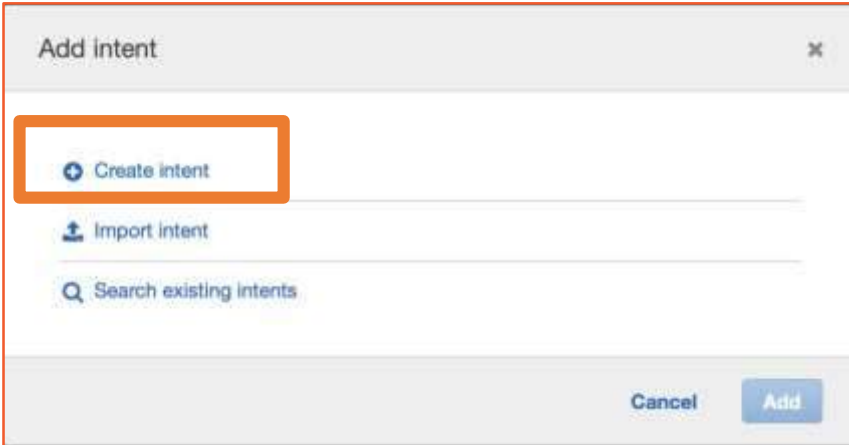 Add intent
Create intent
Import intent
Search existing intents
Cancel Add